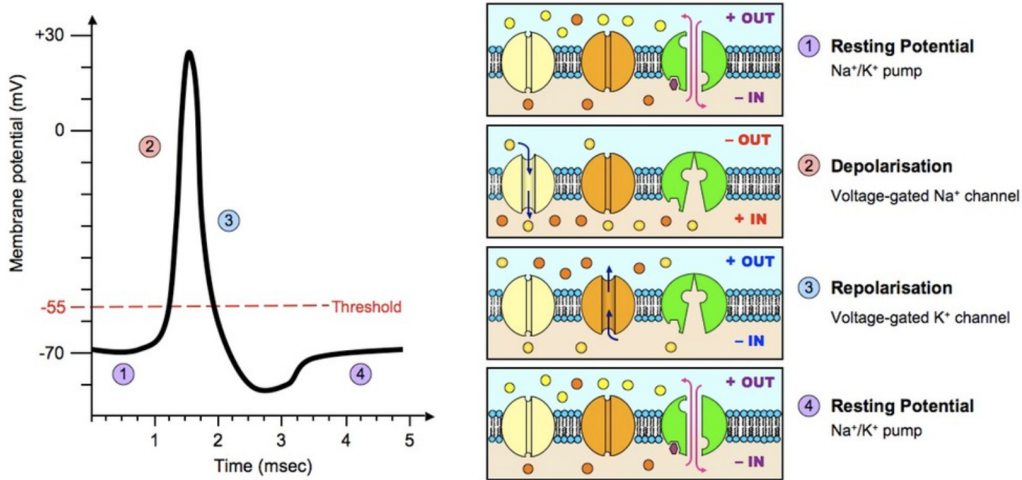 Membrane potential (mV)
+30
0
-55
-70
Threshold
1
2
3
4
1 2 3 4 5
Time (msec)
+ OUT
– IN
1 Resting Potential
Na⁺/K⁺ pump
– OUT
+ IN
2 Depolarisation
Voltage-gated Na⁺ channel
+ OUT
– IN
3 Repolarisation
Voltage-gated K⁺ channel
+ OUT
– IN
4 Resting Potential
Na⁺/K⁺ pump